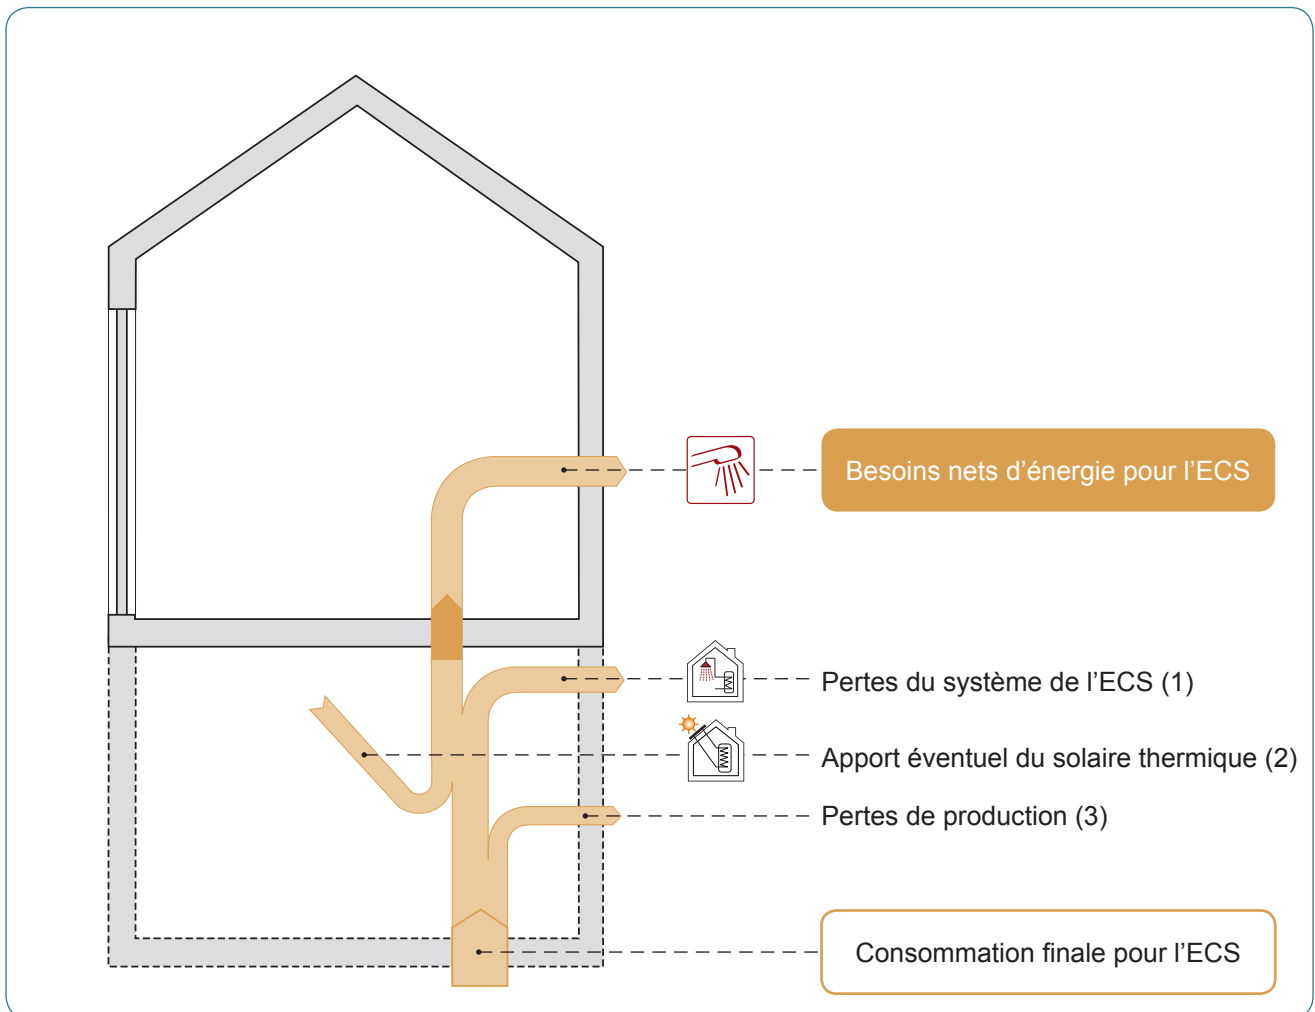 Besoins nets d’énergie pour l’ECS
Pertes du système de l’ECS (1)
Apport éventuel du solaire thermique (2)
Pertes de production (3)
Consommation finale pour l’ECS